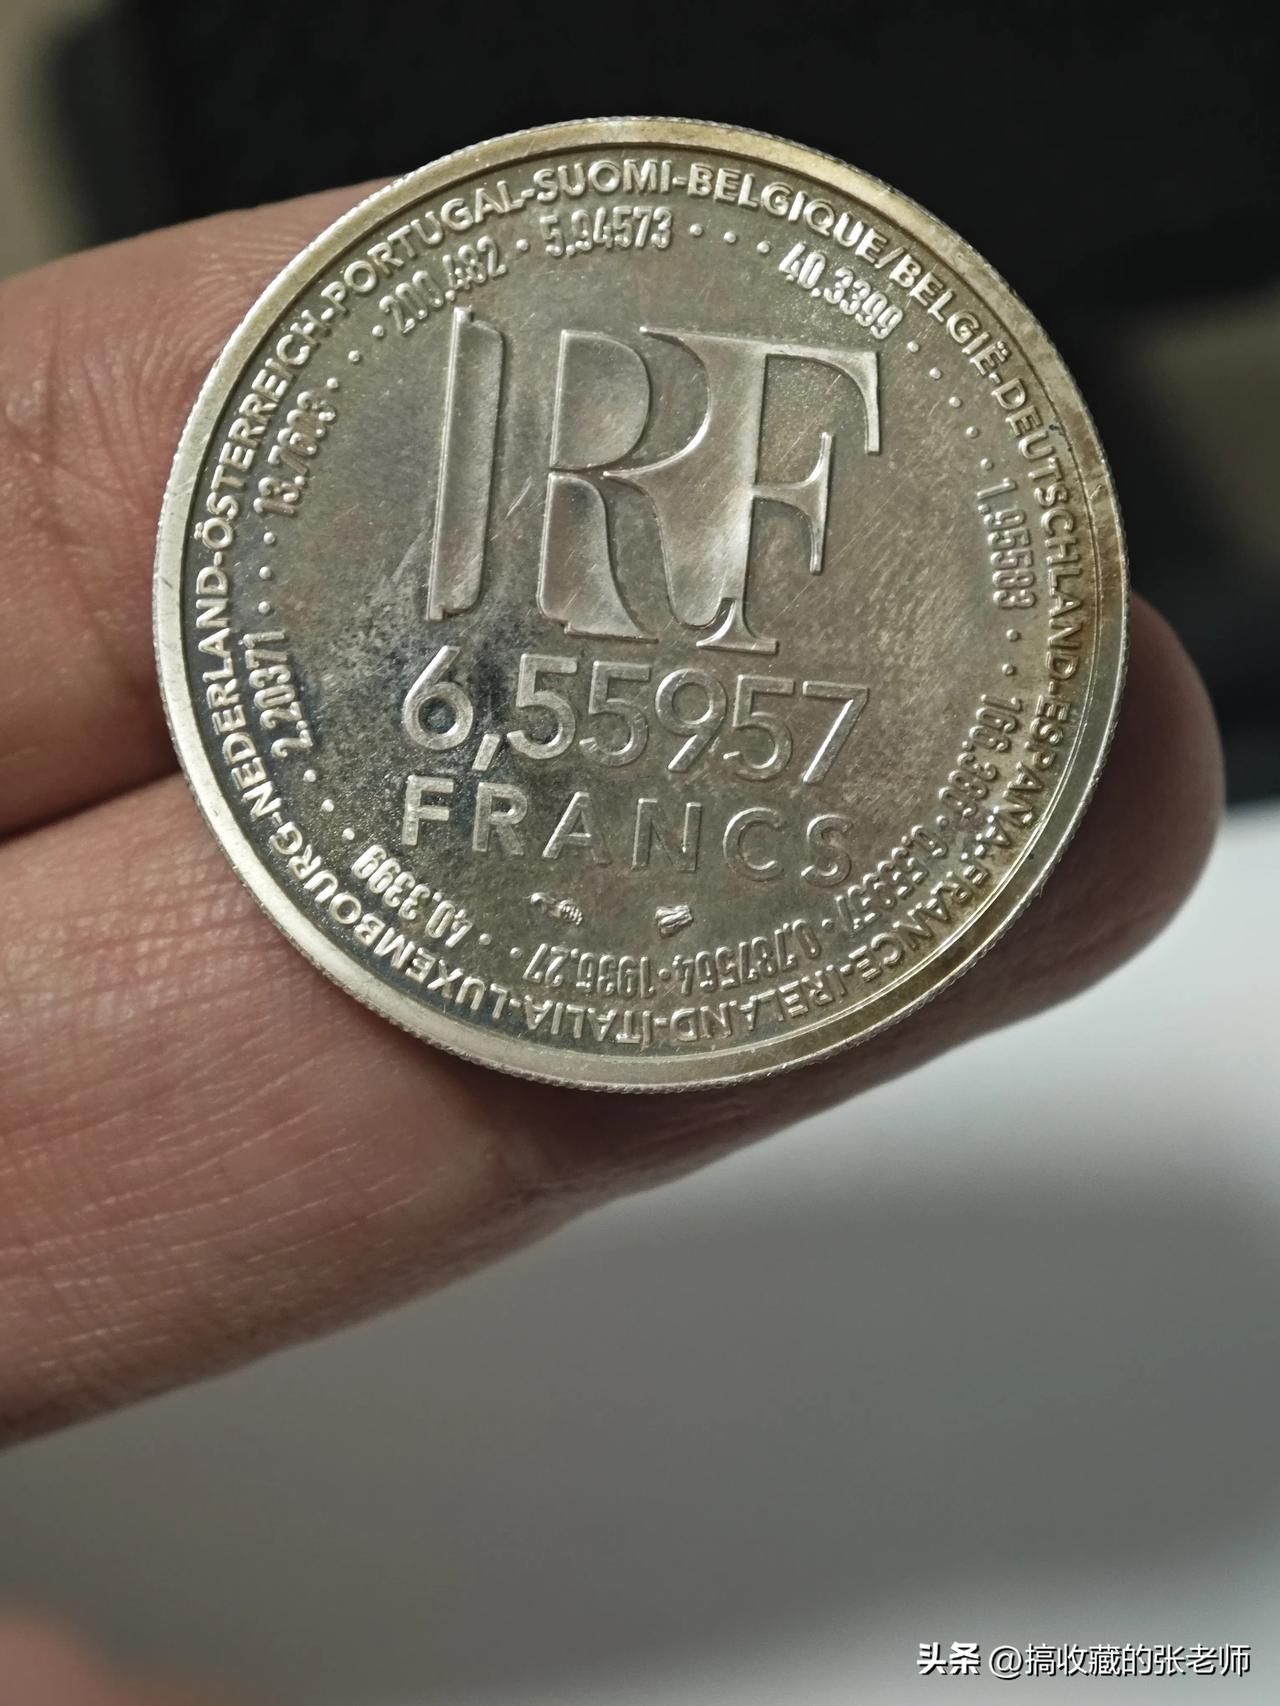 BELGIQUE/BELGIË-DEUTSCHLAND-ESPANA-FRANCE-IRELAND-ITALIA-LUXEMBOURG-NEDERLAND-ÖSTERREICH-PORTUGAL-SUOMI-
40,3399 · · · · · 1,95583 · · 166,386 · 6,55957 · 0,787564 · 1936,27 · · · 40,3399 · · · 2,20371 · · · 13,7603 · · · · 200,482 · 5,94573 · · · ·
RF
6,55957
FRANCS
头条 @搞收藏的张老师